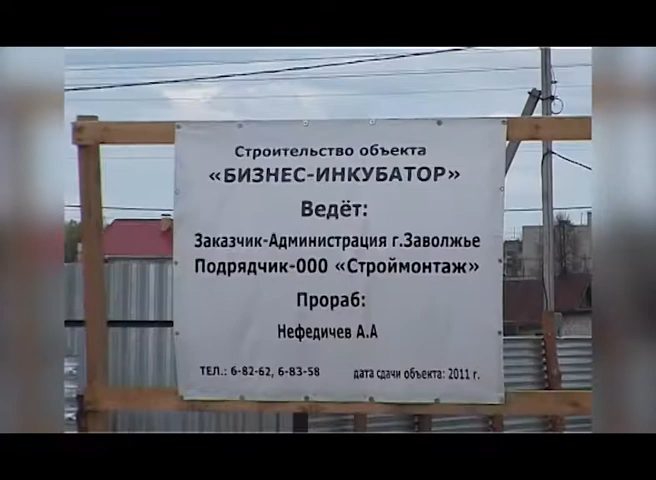 Строительство объекта
«БИЗНЕС-ИНКУБАТОР»
Ведёт:
Заказчик-Администрация г.Заволжье
Подрядчик-ООО «Строймонтаж»
Прораб:
Нефедичев А.А
ТЕЛ.: 6-82-62, 6-83-58 дата сдачи объекта: 2011 г.